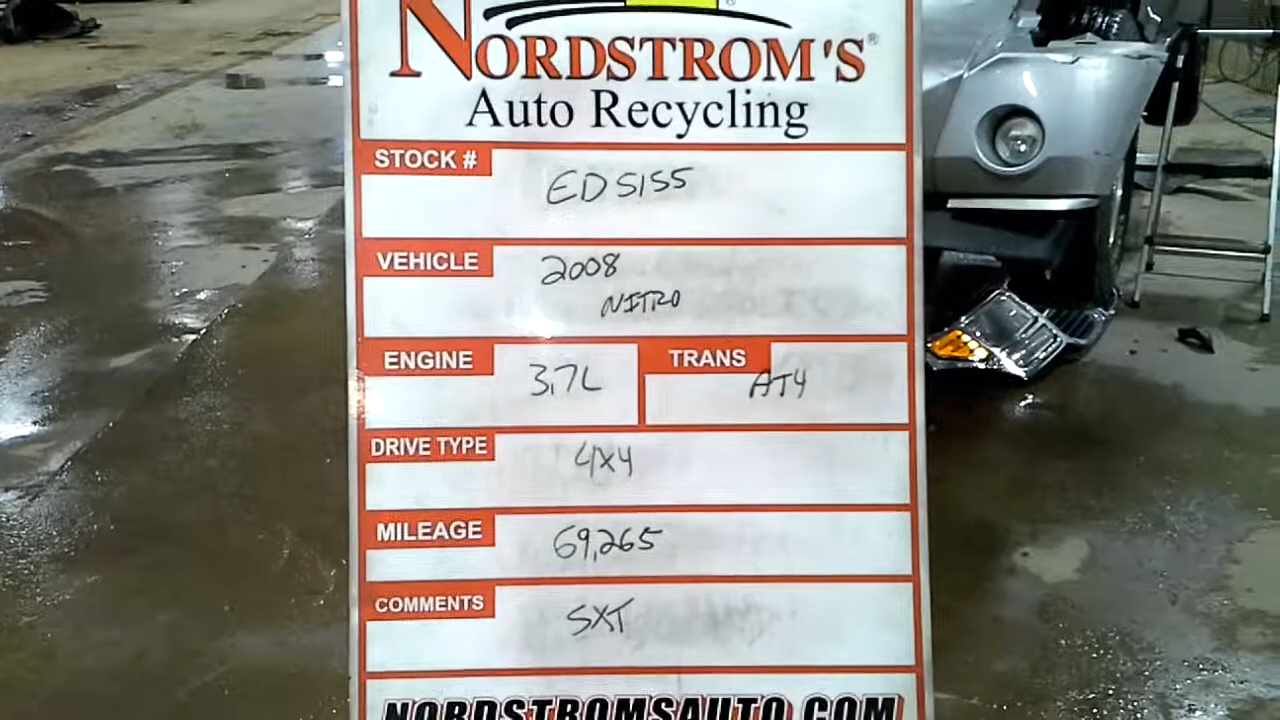 NORDSTROM'S®
Auto Recycling
STOCK #
EDS155
VEHICLE
2008
NITRO
ENGINE
3.7L
TRANS
AT4
DRIVE TYPE
4X4
MILEAGE
69,265
COMMENTS
SXT
NORDSTROMSAUTO.COM